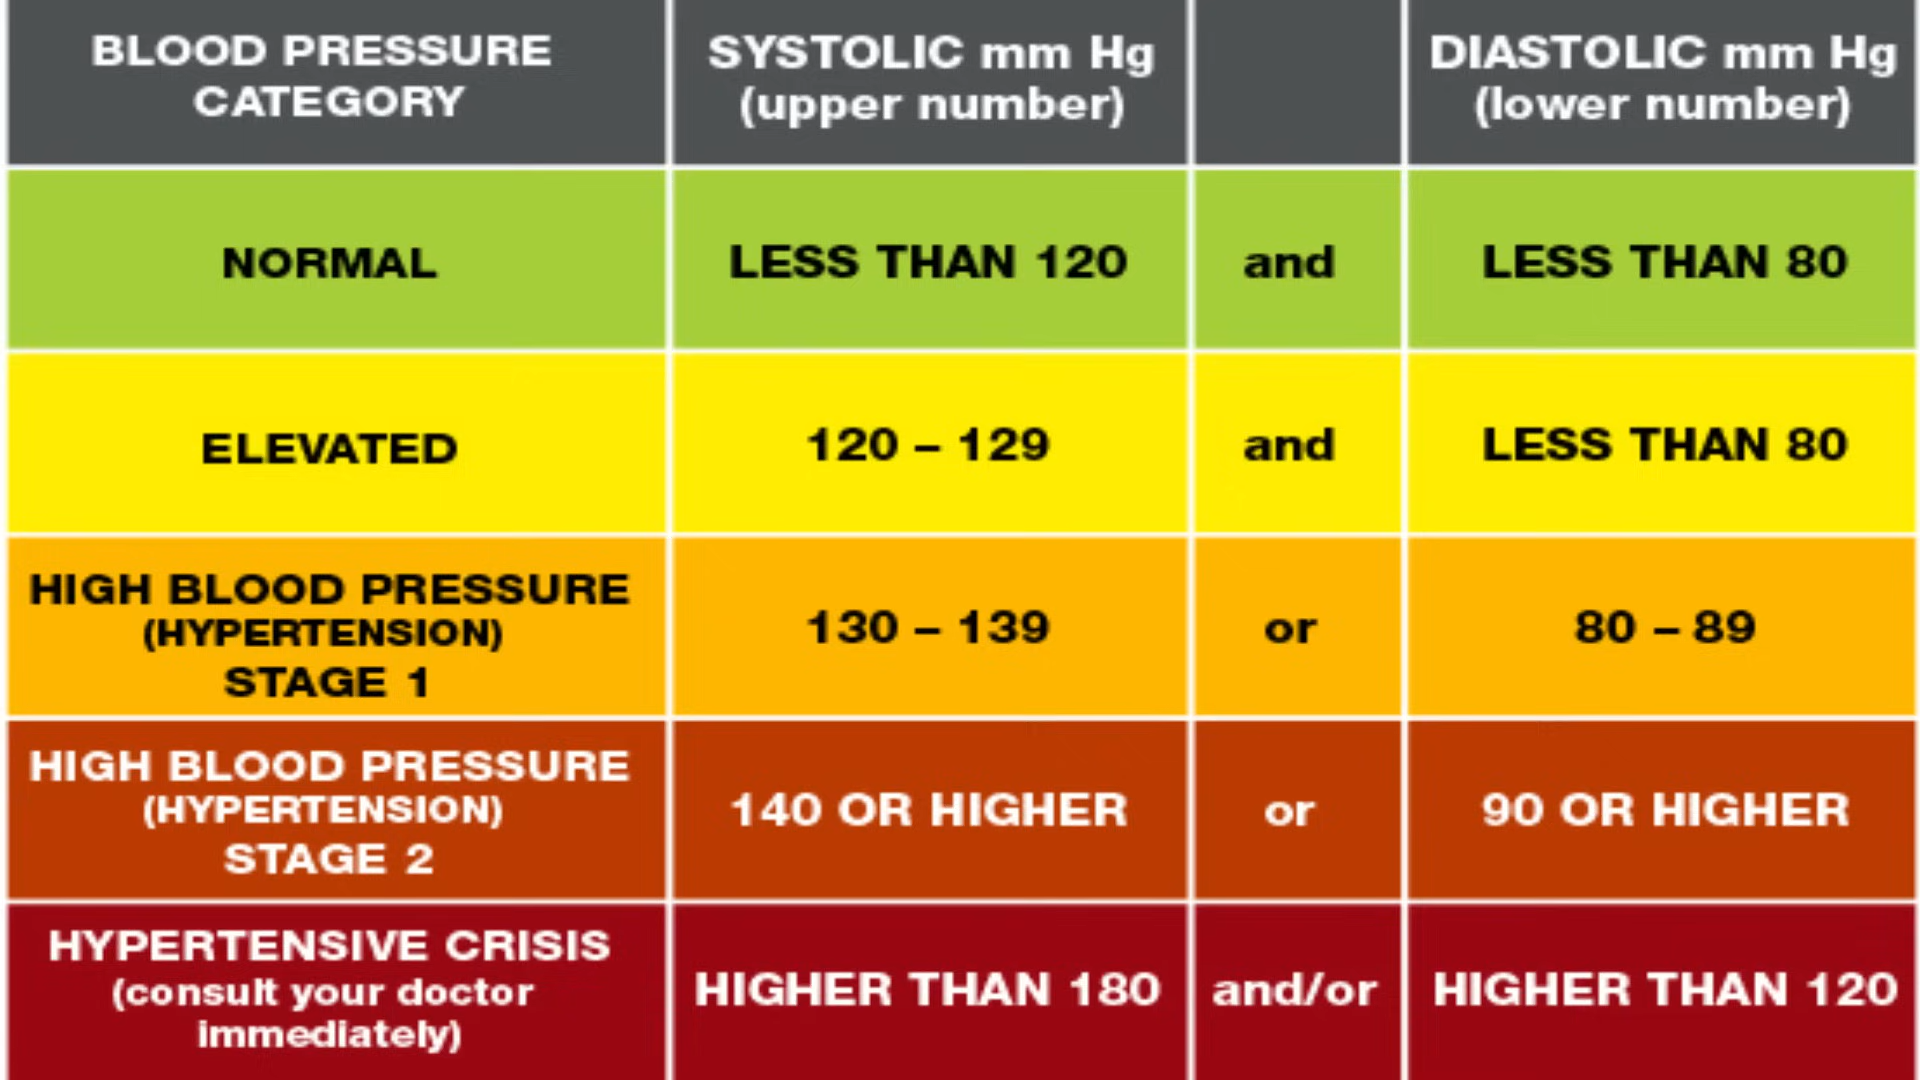 BLOOD PRESSURE
CATEGORY
SYSTOLIC mm Hg
(upper number)
DIASTOLIC mm Hg
(lower number)
NORMAL
LESS THAN 120
and
LESS THAN 80
ELEVATED
120 – 129
and
LESS THAN 80
HIGH BLOOD PRESSURE
(HYPERTENSION)
STAGE 1
130 – 139
or
80 – 89
HIGH BLOOD PRESSURE
(HYPERTENSION)
STAGE 2
140 OR HIGHER
or
90 OR HIGHER
HYPERTENSIVE CRISIS
(consult your doctor
immediately)
HIGHER THAN 180
and/or
HIGHER THAN 120